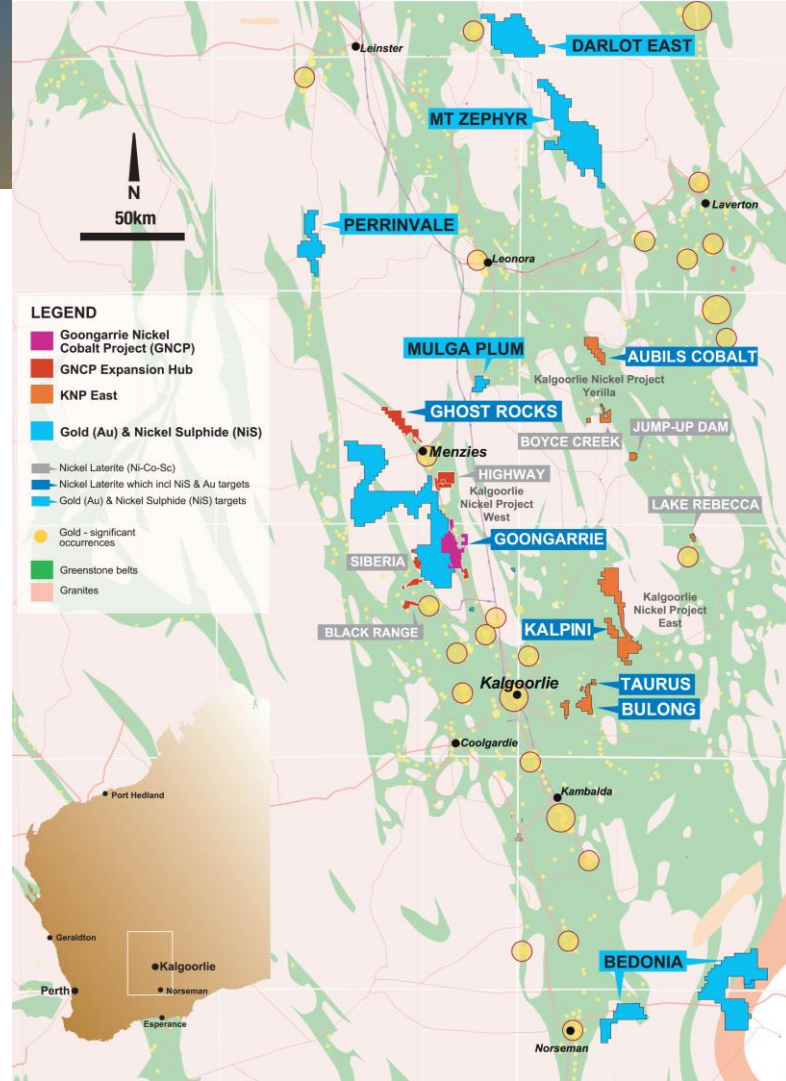 Leinster
DARLOT EAST
MT ZEPHYR
N
50km
Laverton
PERRINVALE
Leonora
LEGEND
Goongarrie Nickel
Cobalt Project (GNCP)
GNCP Expansion Hub
KNP East
Gold (Au) & Nickel Sulphide (NiS)
Nickel Laterite (Ni-Co-Sc)
Nickel Laterite which incl NiS & Au targets
Gold (Au) & Nickel Sulphide (NiS) targets
Gold - significant
occurrences
Greenstone belts
Granites
MULGA PLUM
AUBILS COBALT
Kalgoorlie Nickel Project
Yerilla
GHOST ROCKS
BOYCE CREEK
JUMP-UP DAM
Menzies
HIGHWAY
Kalgoorlie
Nickel Project
West
LAKE REBECCA
GOONGARRIE
SIBERIA
Kalgoorlie
Nickel Project
East
BLACK RANGE
KALPINI
Kalgoorlie
TAURUS
BULONG
Coolgardie
Kambalda
BEDONIA
Norseman
Port Hedland
Geraldton
Kalgoorlie
Perth
Norseman
Esperance